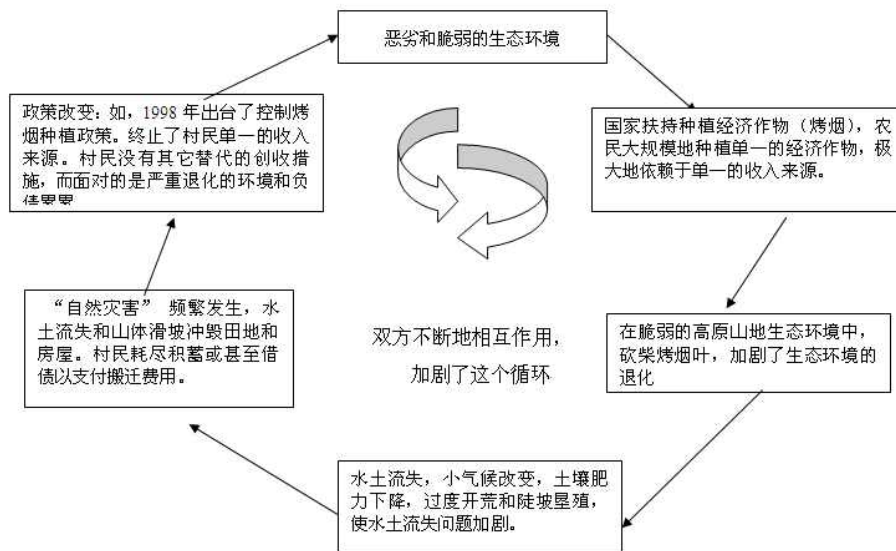 恶劣和脆弱的生态环境
国家扶持种植经济作物（烤烟），农
民大规模地种植单一的经济作物，极
大地依赖于单一的收入来源。
在脆弱的高原山地生态环境中，
砍柴烤烟叶，加剧了生态环境的
退化
水土流失，小气候改变，土壤肥
力下降，过度开荒和陡坡垦殖，
使水土流失问题加剧。
“自然灾害” 频繁发生，水
土流失和山体滑坡冲毁田地和
房屋。村民耗尽积蓄或甚至借
债以支付搬迁费用。
政策改变：如，1998 年出台了控制烤
烟种植政策。终止了村民单一的收入
来源。村民没有其它替代的创收措
施，而面对的是严重退化的环境和负
债累累
双方不断地相互作用，
加剧了这个循环